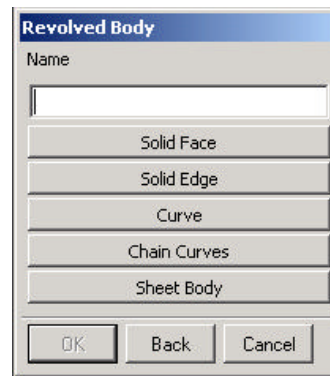 Revolved Body
Name
Solid Face
Solid Edge
Curve
Chain Curves
Sheet Body
OK Back Cancel